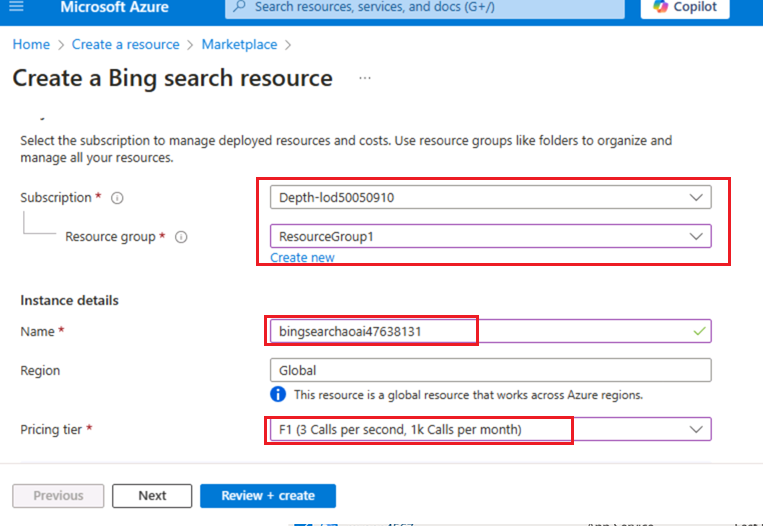 Microsoft Azure
Search resources, services, and docs (G+/)
Copilot
Home > Create a resource > Marketplace >
Create a Bing search resource ...
Select the subscription to manage deployed resources and costs. Use resource groups like folders to organize and
manage all your resources.
Subscription *
Depth-lod50050910
Resource group *
ResourceGroup1
Create new
Instance details
Name *
bingsearchaoai47638131
Region
Global
This resource is a global resource that works across Azure regions.
Pricing tier *
F1 (3 Calls per second, 1k Calls per month)
Previous
Next
Review + create